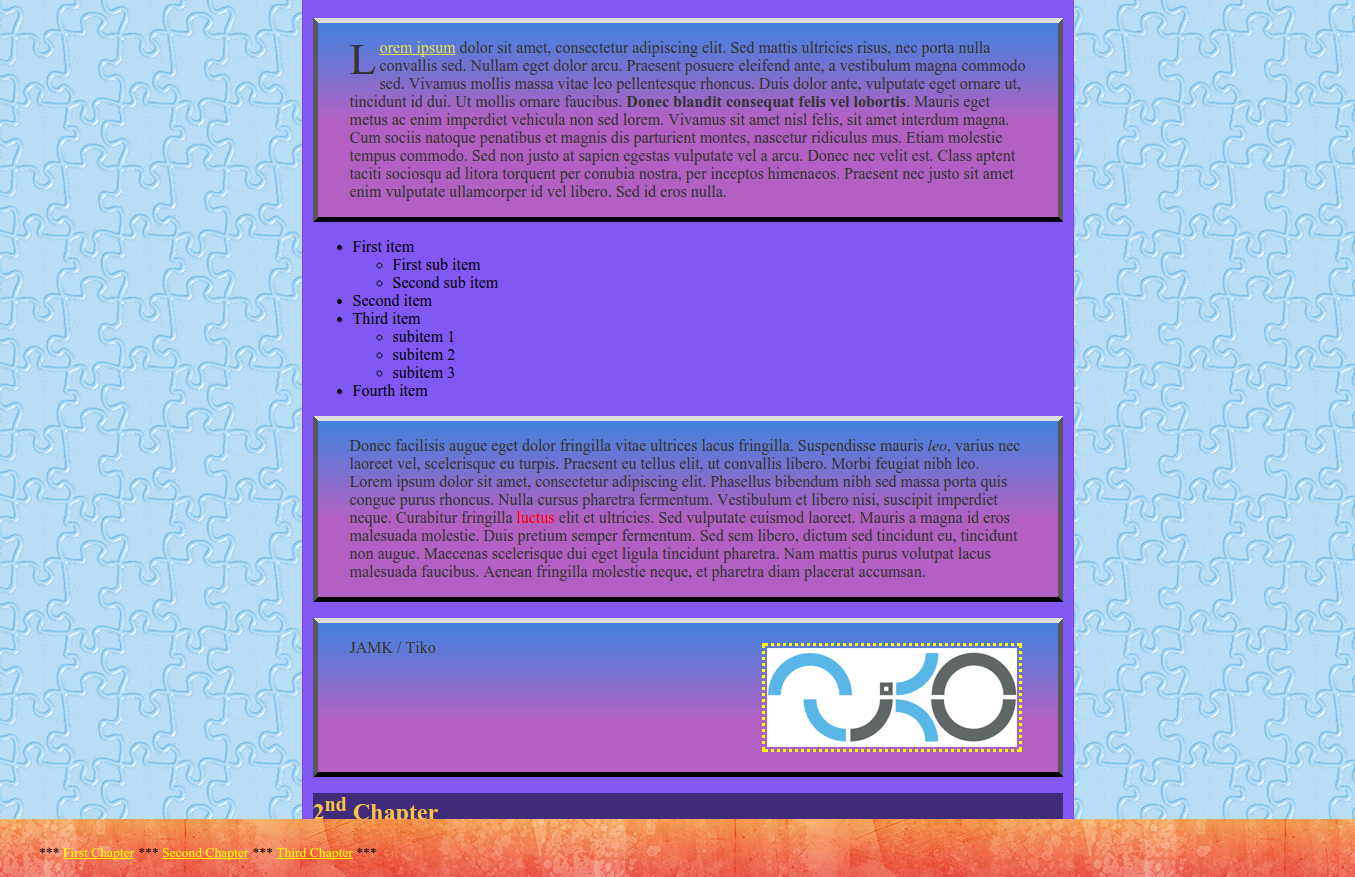 Lorem ipsum dolor sit amet, consectetur adipiscing elit. Sed mattis ultricies risus, nec porta nulla
convallis sed. Nullam eget dolor arcu. Praesent posuere eleifend ante, a vestibulum magna commodo
sed. Vivamus mollis massa vitae leo pellentesque rhoncus. Duis dolor ante, vulputate eget ornare ut,
tincidunt id dui. Ut mollis ornare faucibus. Donec blandit consequat felis vel lobortis. Mauris eget
metus ac enim imperdiet vehicula non sed lorem. Vivamus sit amet nisl felis, sit amet interdum magna.
Cum sociis natoque penatibus et magnis dis parturient montes, nascetur ridiculus mus. Etiam molestie
tempus commodo. Sed non justo at sapien egestas vulputate vel a arcu. Donec nec velit est. Class aptent
taciti sociosqu ad litora torquent per conubia nostra, per inceptos himenaeos. Praesent nec justo sit amet
enim vulputate ullamcorper id vel libero. Sed id eros nulla.
First item
First sub item
Second sub item
Second item
Third item
subitem 1
subitem 2
subitem 3
Fourth item
Donec facilisis augue eget dolor fringilla vitae ultrices lacus fringilla. Suspendisse mauris leo, varius nec
laoreet vel, scelerisque eu turpis. Praesent eu tellus elit, ut convallis libero. Morbi feugiat nibh leo.
Lorem ipsum dolor sit amet, consectetur adipiscing elit. Phasellus bibendum nibh sed massa porta quis
congue purus rhoncus. Nulla cursus pharetra fermentum. Vestibulum et libero nisi, suscipit imperdiet
neque. Curabitur fringilla luctus elit et ultricies. Sed vulputate euismod laoreet. Mauris a magna id eros
malesuada molestie. Duis pretium semper fermentum. Sed sem libero, dictum sed tincidunt eu, tincidunt
non augue. Maecenas scelerisque dui eget ligula tincidunt pharetra. Nam mattis purus volutpat lacus
malesuada faucibus. Aenean fringilla molestie neque, et pharetra diam placerat accumsan.
JAMK / Tiko
2nd Chapter
*** First Chapter *** Second Chapter *** Third Chapter ***